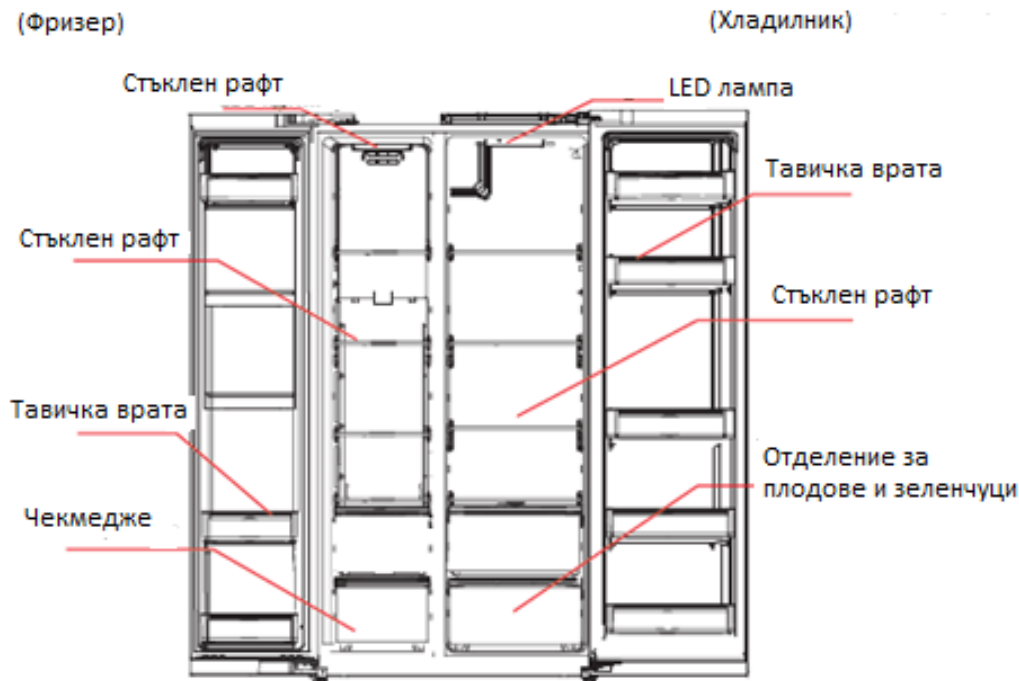 (Фризер)
(Хладилник)
Стъклен рафт
LED лампа
Тавичка врата
Стъклен рафт
Стъклен рафт
Тавичка врата
Отделение за
плодове и зеленчуци
Чекмедже